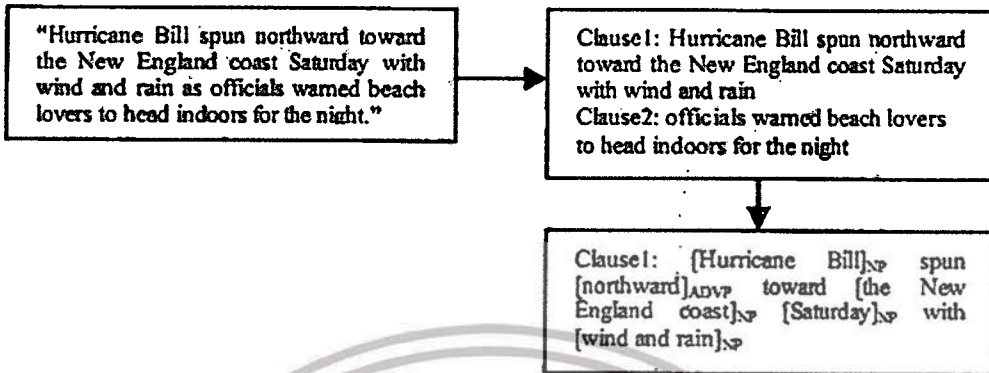 “Hurricane Bill spun northward toward
the New England coast Saturday with
wind and rain as officials warned beach
lovers to head indoors for the night.”
Clause1: Hurricane Bill spun northward
toward the New England coast Saturday
with wind and rain
Clause2: officials warned beach lovers
to head indoors for the night
Clause1: [Hurricane Bill]NP spun
[northward]ADVP toward [the New
England coast]NP [Saturday]NP with
[wind and rain]NP